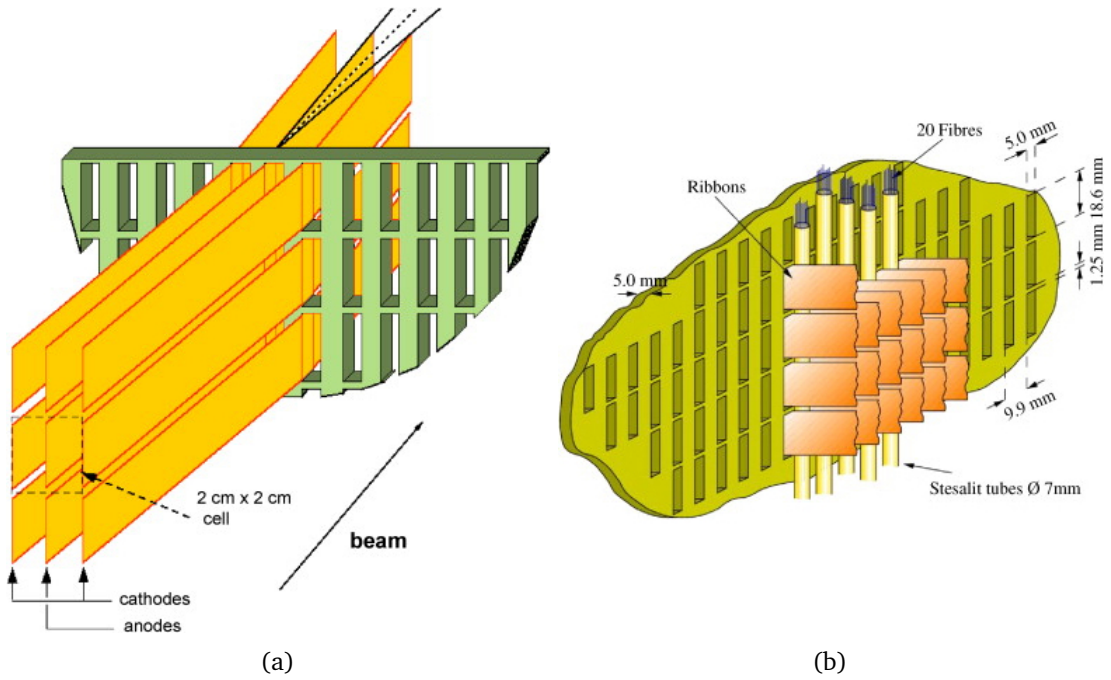 2 cm x 2 cm
cell
beam
cathodes
anodes
(a)
20 Fibres
5.0 mm
Ribbons
18.6 mm
1.25 mm
5.0 mm
9.9 mm
Stesalit tubes Ø 7mm
(b)